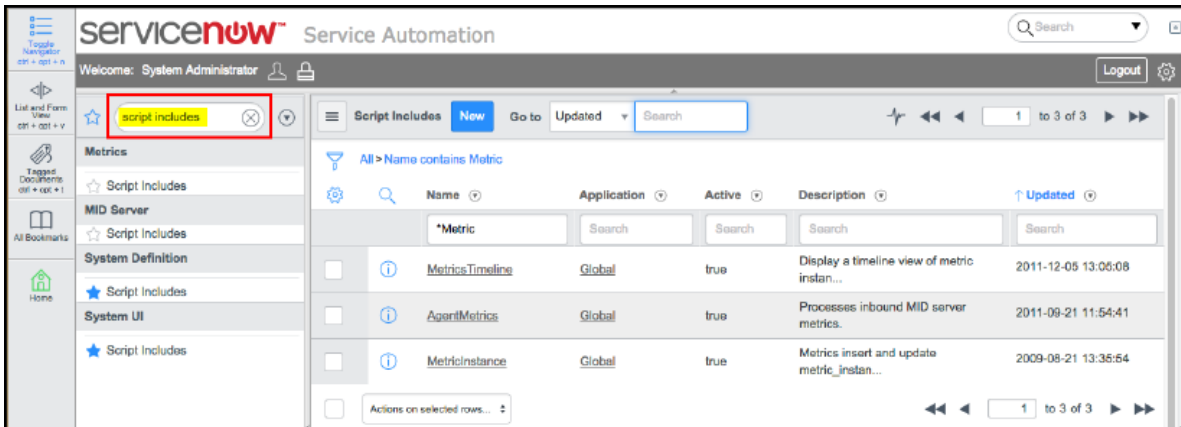 servicenow™ Service Automation
Search
Toggle Navigator
ctrl + opt + n
Welcome: System Administrator
Logout
List and Form View
ctrl + opt + v
script includes
Script Includes New Go to Updated Search
1 to 3 of 3
Tagged Documents
ctrl + opt + t
All Bookmarks
Home
Metrics
Script Includes
MID Server
Script Includes
System Definition
Script Includes
System UI
Script Includes
All > Name contains Metric
Name Application Active Description Updated
*Metric Search Search Search Search
MetricsTimeline Global true Display a timeline view of metric instan... 2011-12-05 13:05:08
AgentMetrics Global true Processes inbound MID server metrics. 2011-09-21 11:54:41
MetricInstance Global true Metrics insert and update metric_instan... 2009-08-21 13:35:54
Actions on selected rows... 1 to 3 of 3